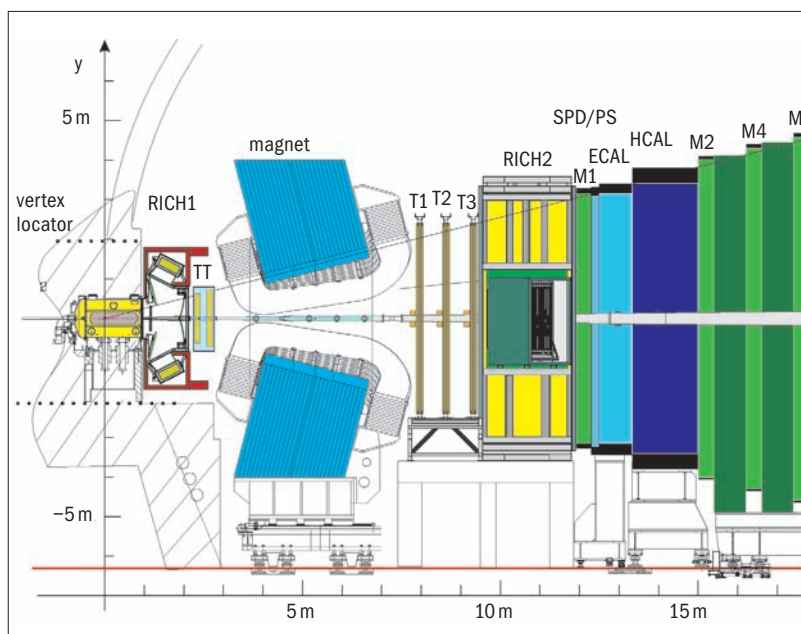 y
5 m
SPD/PS
HCAL
magnet
ECAL
M2
M4
M
RICH2
M1
vertex
locator
RICH1
T1
T2
T3
TT
−5 m
5 m
10 m
15 m